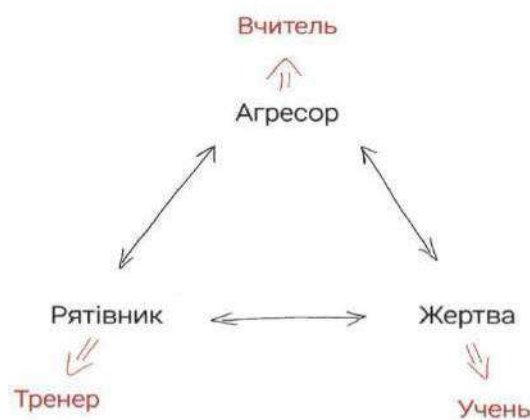 Вчитель
Агресор
Рятівник
Жертва
Тренер
Учень